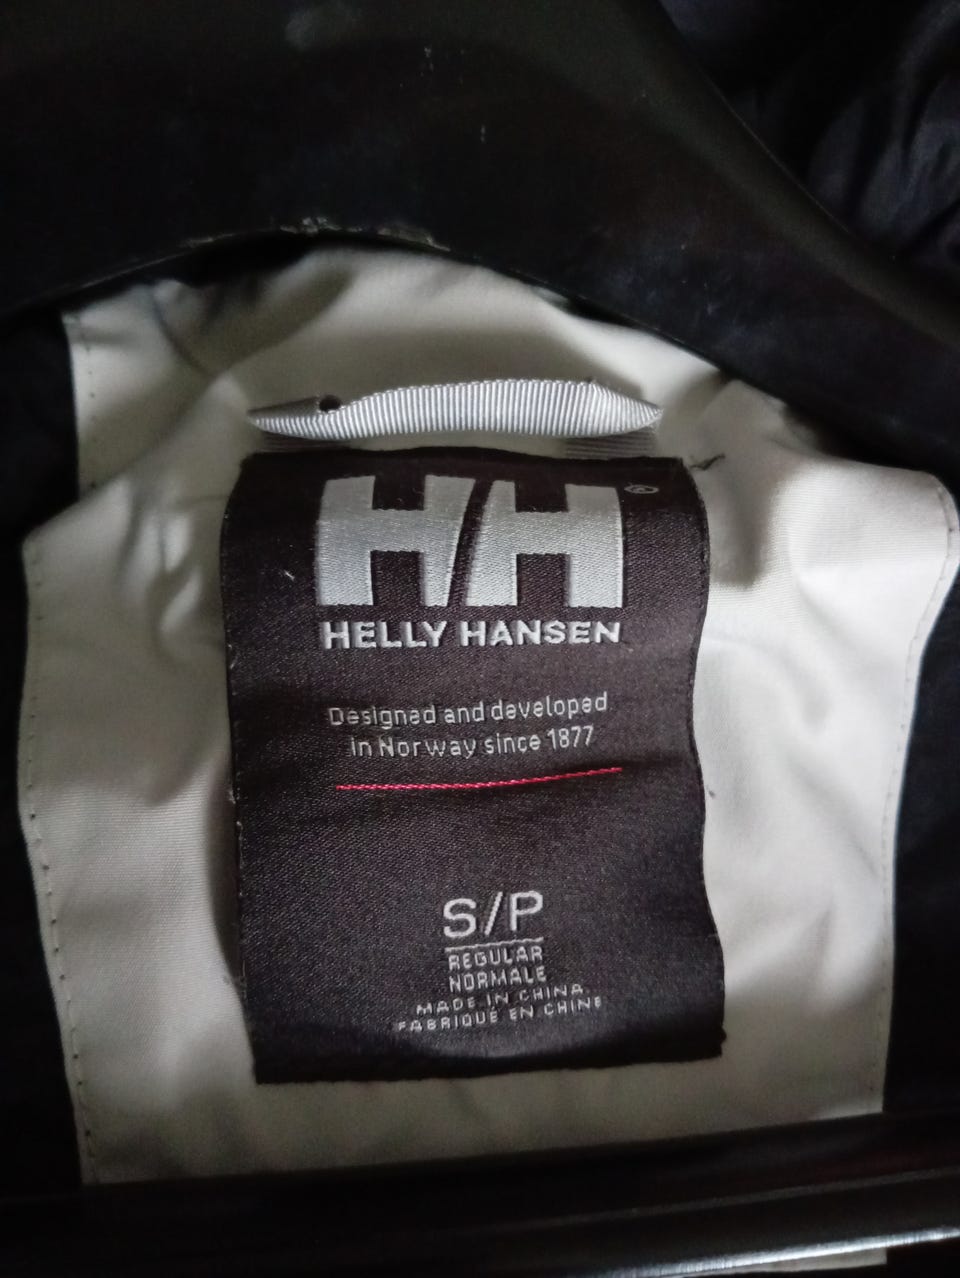 HH®
HELLY HANSEN
Designed and developed
in Norway since 1877
S/P
REGULAR
NORMALE
MADE IN CHINA
FABRIQUÉ EN CHINE